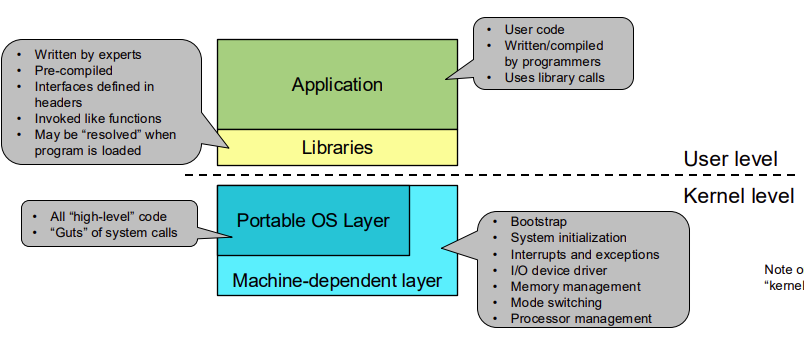 • User code
• Written/compiled
by programmers
• Uses library calls
• Written by experts
• Pre-compiled
• Interfaces defined in
headers
• Invoked like functions
• May be “resolved” when
program is loaded
Application
Libraries
User level
Kernel level
• All “high-level” code
• “Guts” of system calls
Portable OS Layer
Machine-dependent layer
• Bootstrap
• System initialization
• Interrupts and exceptions
• I/O device driver
• Memory management
• Mode switching
• Processor management
Note o
“kernel